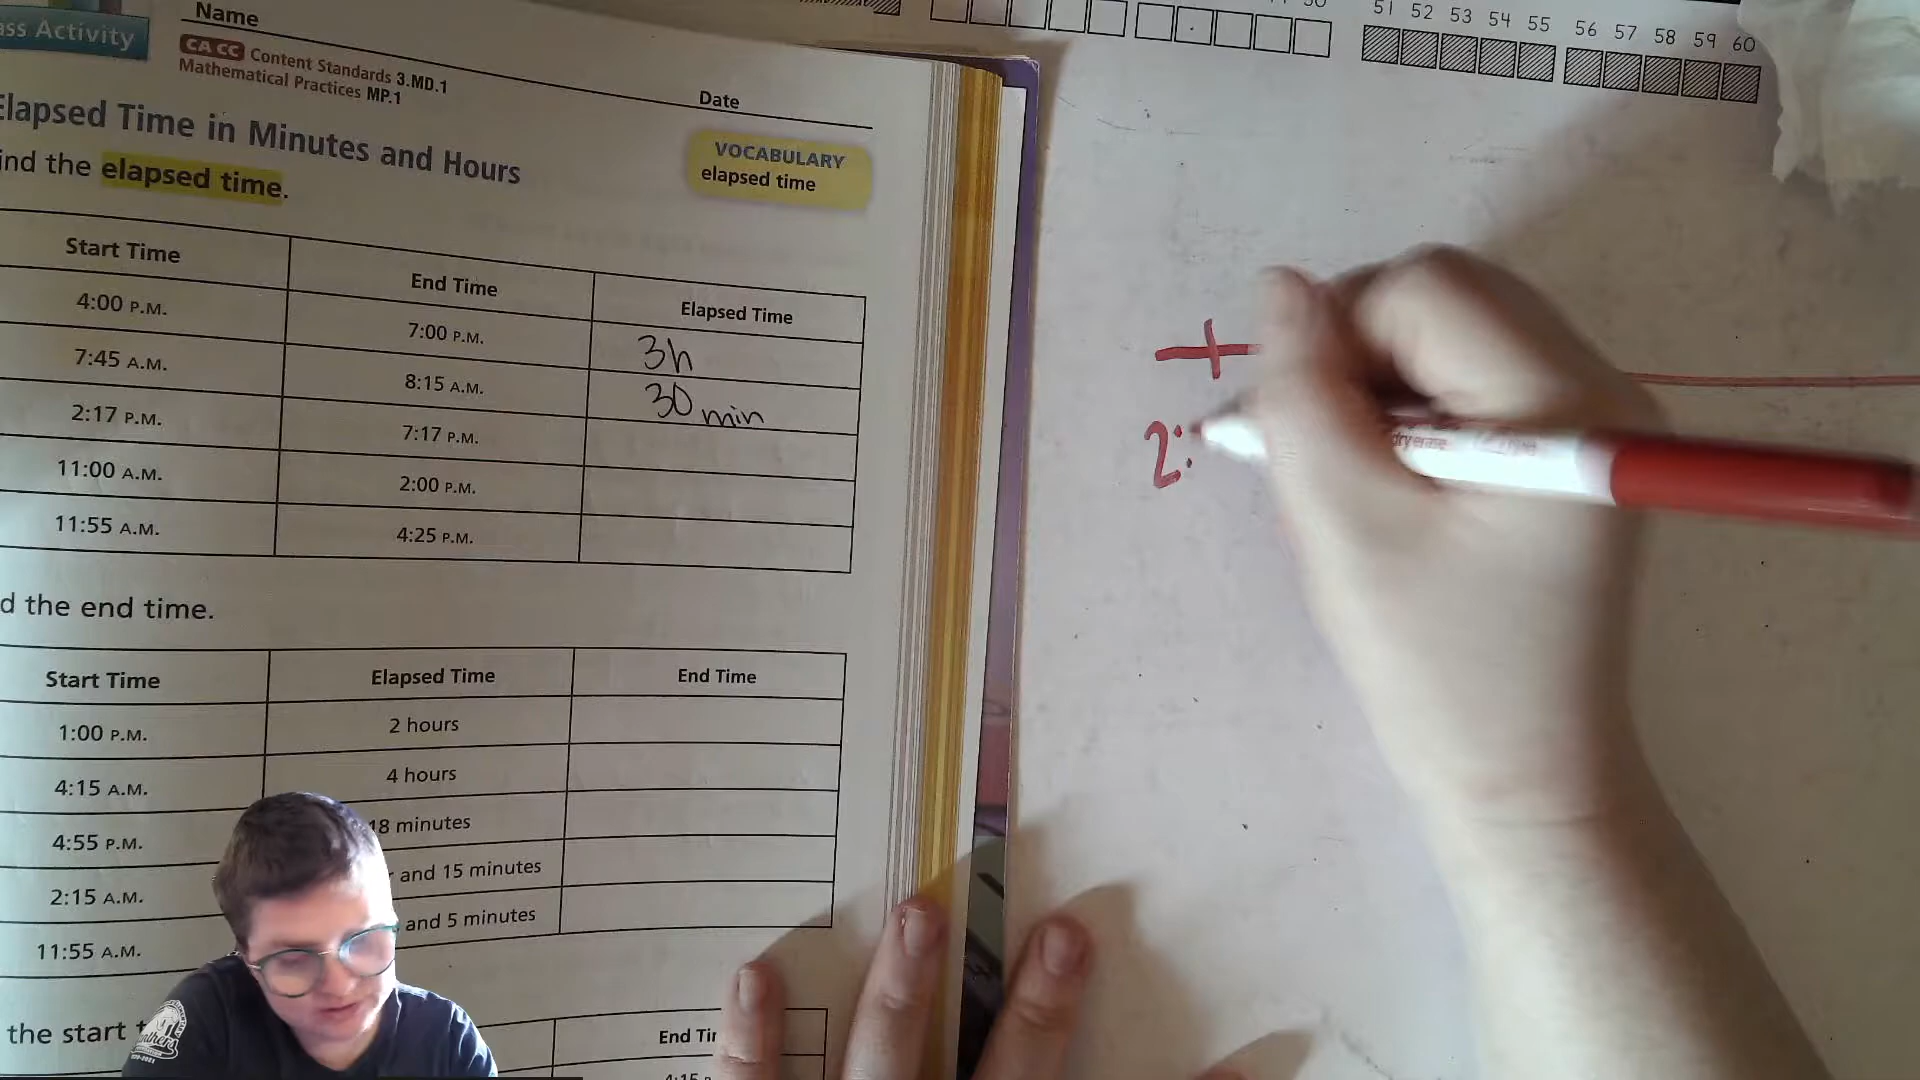 51 52 53 54 55 56 57 58 59 60
Name
ass Activity
CA CC Content Standards 3.MD.1
Mathematical Practices MP.1
Date
Elapsed Time in Minutes and Hours
VOCABULARY
elapsed time
ind the elapsed time.
Start Time End Time Elapsed Time
4:00 P.M. 7:00 P.M. 3h
7:45 A.M. 8:15 A.M. 30 min
2:17 P.M. 7:17 P.M.
11:00 A.M. 2:00 P.M.
11:55 A.M. 4:25 P.M.
2:
dry erase
d the end time.
Start Time Elapsed Time End Time
1:00 P.M. 2 hours
4:15 A.M. 4 hours
4:55 P.M. 18 minutes
2:15 A.M. and 15 minutes
11:55 A.M. and 5 minutes
the start
End Tir
4:15